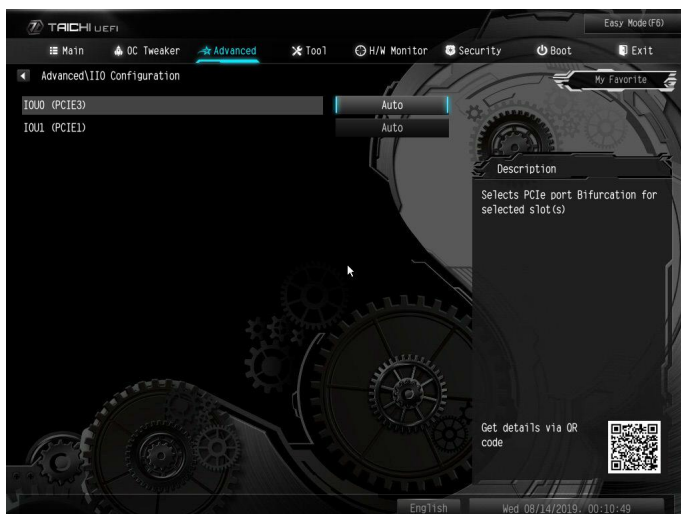 TAICHI UEFI
Easy Mode(F6)
Main OC Tweaker Advanced Tool H/W Monitor Security Boot Exit
Advanced\IIO Configuration
My Favorite
IOU0 (PCIE3) Auto
IOU1 (PCIE1) Auto
Description
Selects PCIe port Bifurcation for
selected slot(s)
Get details via QR
code
English
Wed 08/14/2019. 00:10:49